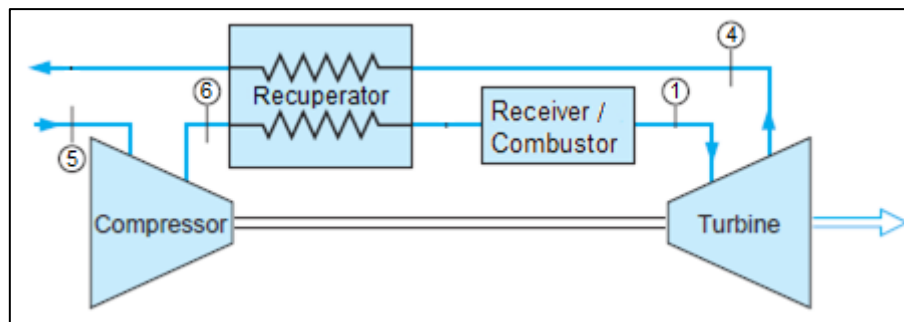 4
6
Recuperator
Receiver /
Combustor
1
5
Compressor
Turbine